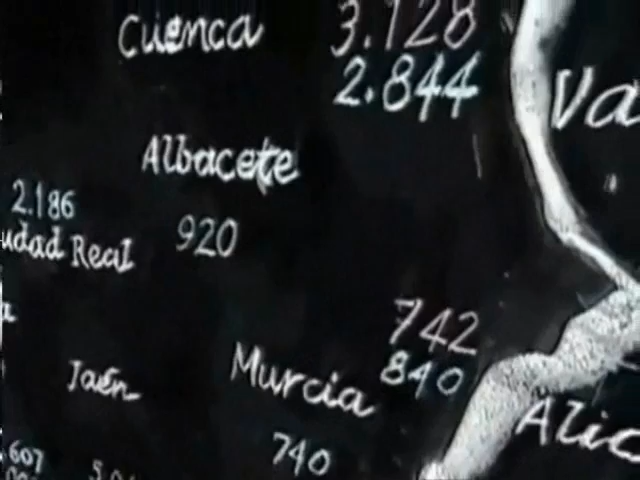 Cuenca
3.128
2.844
Va
Albacete
2.186
920
udad Real
742
840
Murcia
Jaén
Alic
740
607